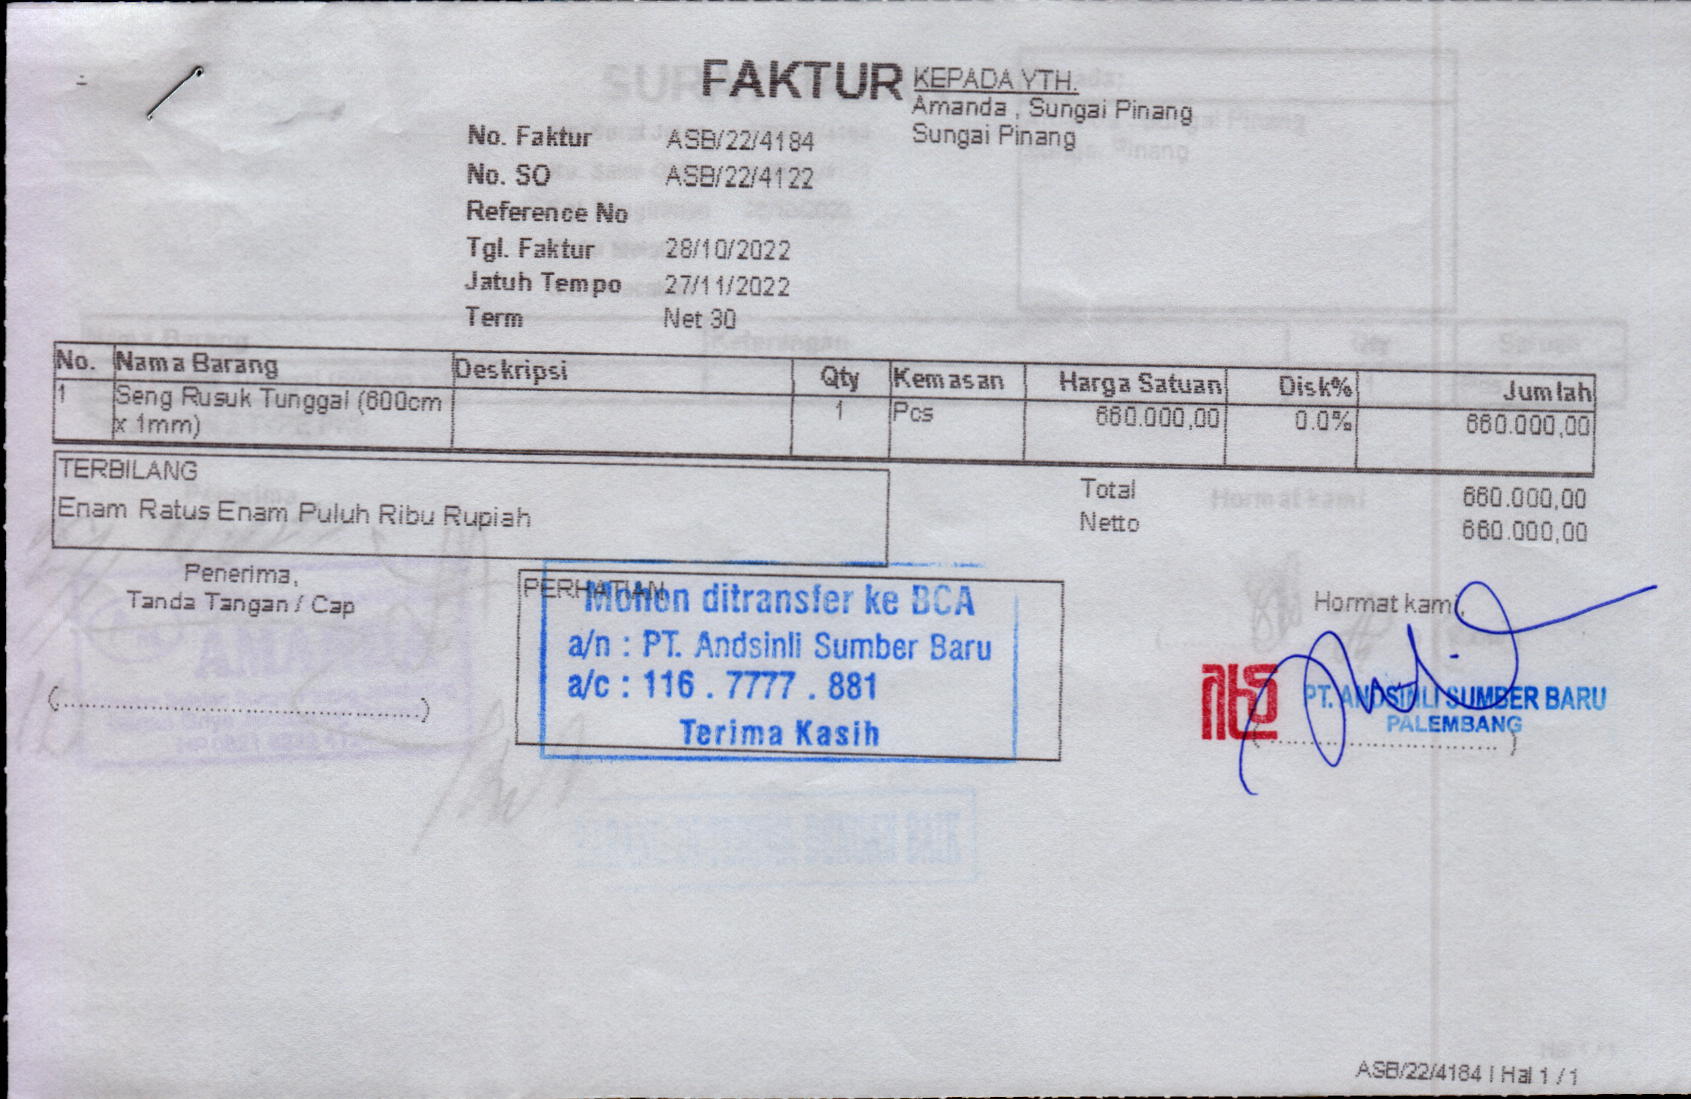 FAKTUR
KEPADA YTH.
Amanda , Sungai Pinang
Sungai Pinang
No. Faktur ASB/22/4184
No. SO ASB/22/4122
Reference No
Tgl. Faktur 28/10/2022
Jatuh Tempo 27/11/2022
Term Net 30
No. Nama Barang Deskripsi Qty Kemasan Harga Satuan Disk% Jumlah
1 Seng Rusuk Tunggal (600cm 1 Pcs 660.000,00 0.0% 660.000,00
x 1mm)
TERBILANG
Enam Ratus Enam Puluh Ribu Rupiah
Total 660.000,00
Netto 660.000,00
Penerima,
Tanda Tangan / Cap
(....................................................)
PERHATIAN
Mohon ditransfer ke BCA
a/n : PT. Andsinli Sumber Baru
a/c : 116 . 7777 . 881
Terima Kasih
Hormat kami,
PT. ANDSINLI SUMBER BARU
PALEMBANG
ASB/22/4184 | Hal 1 / 1